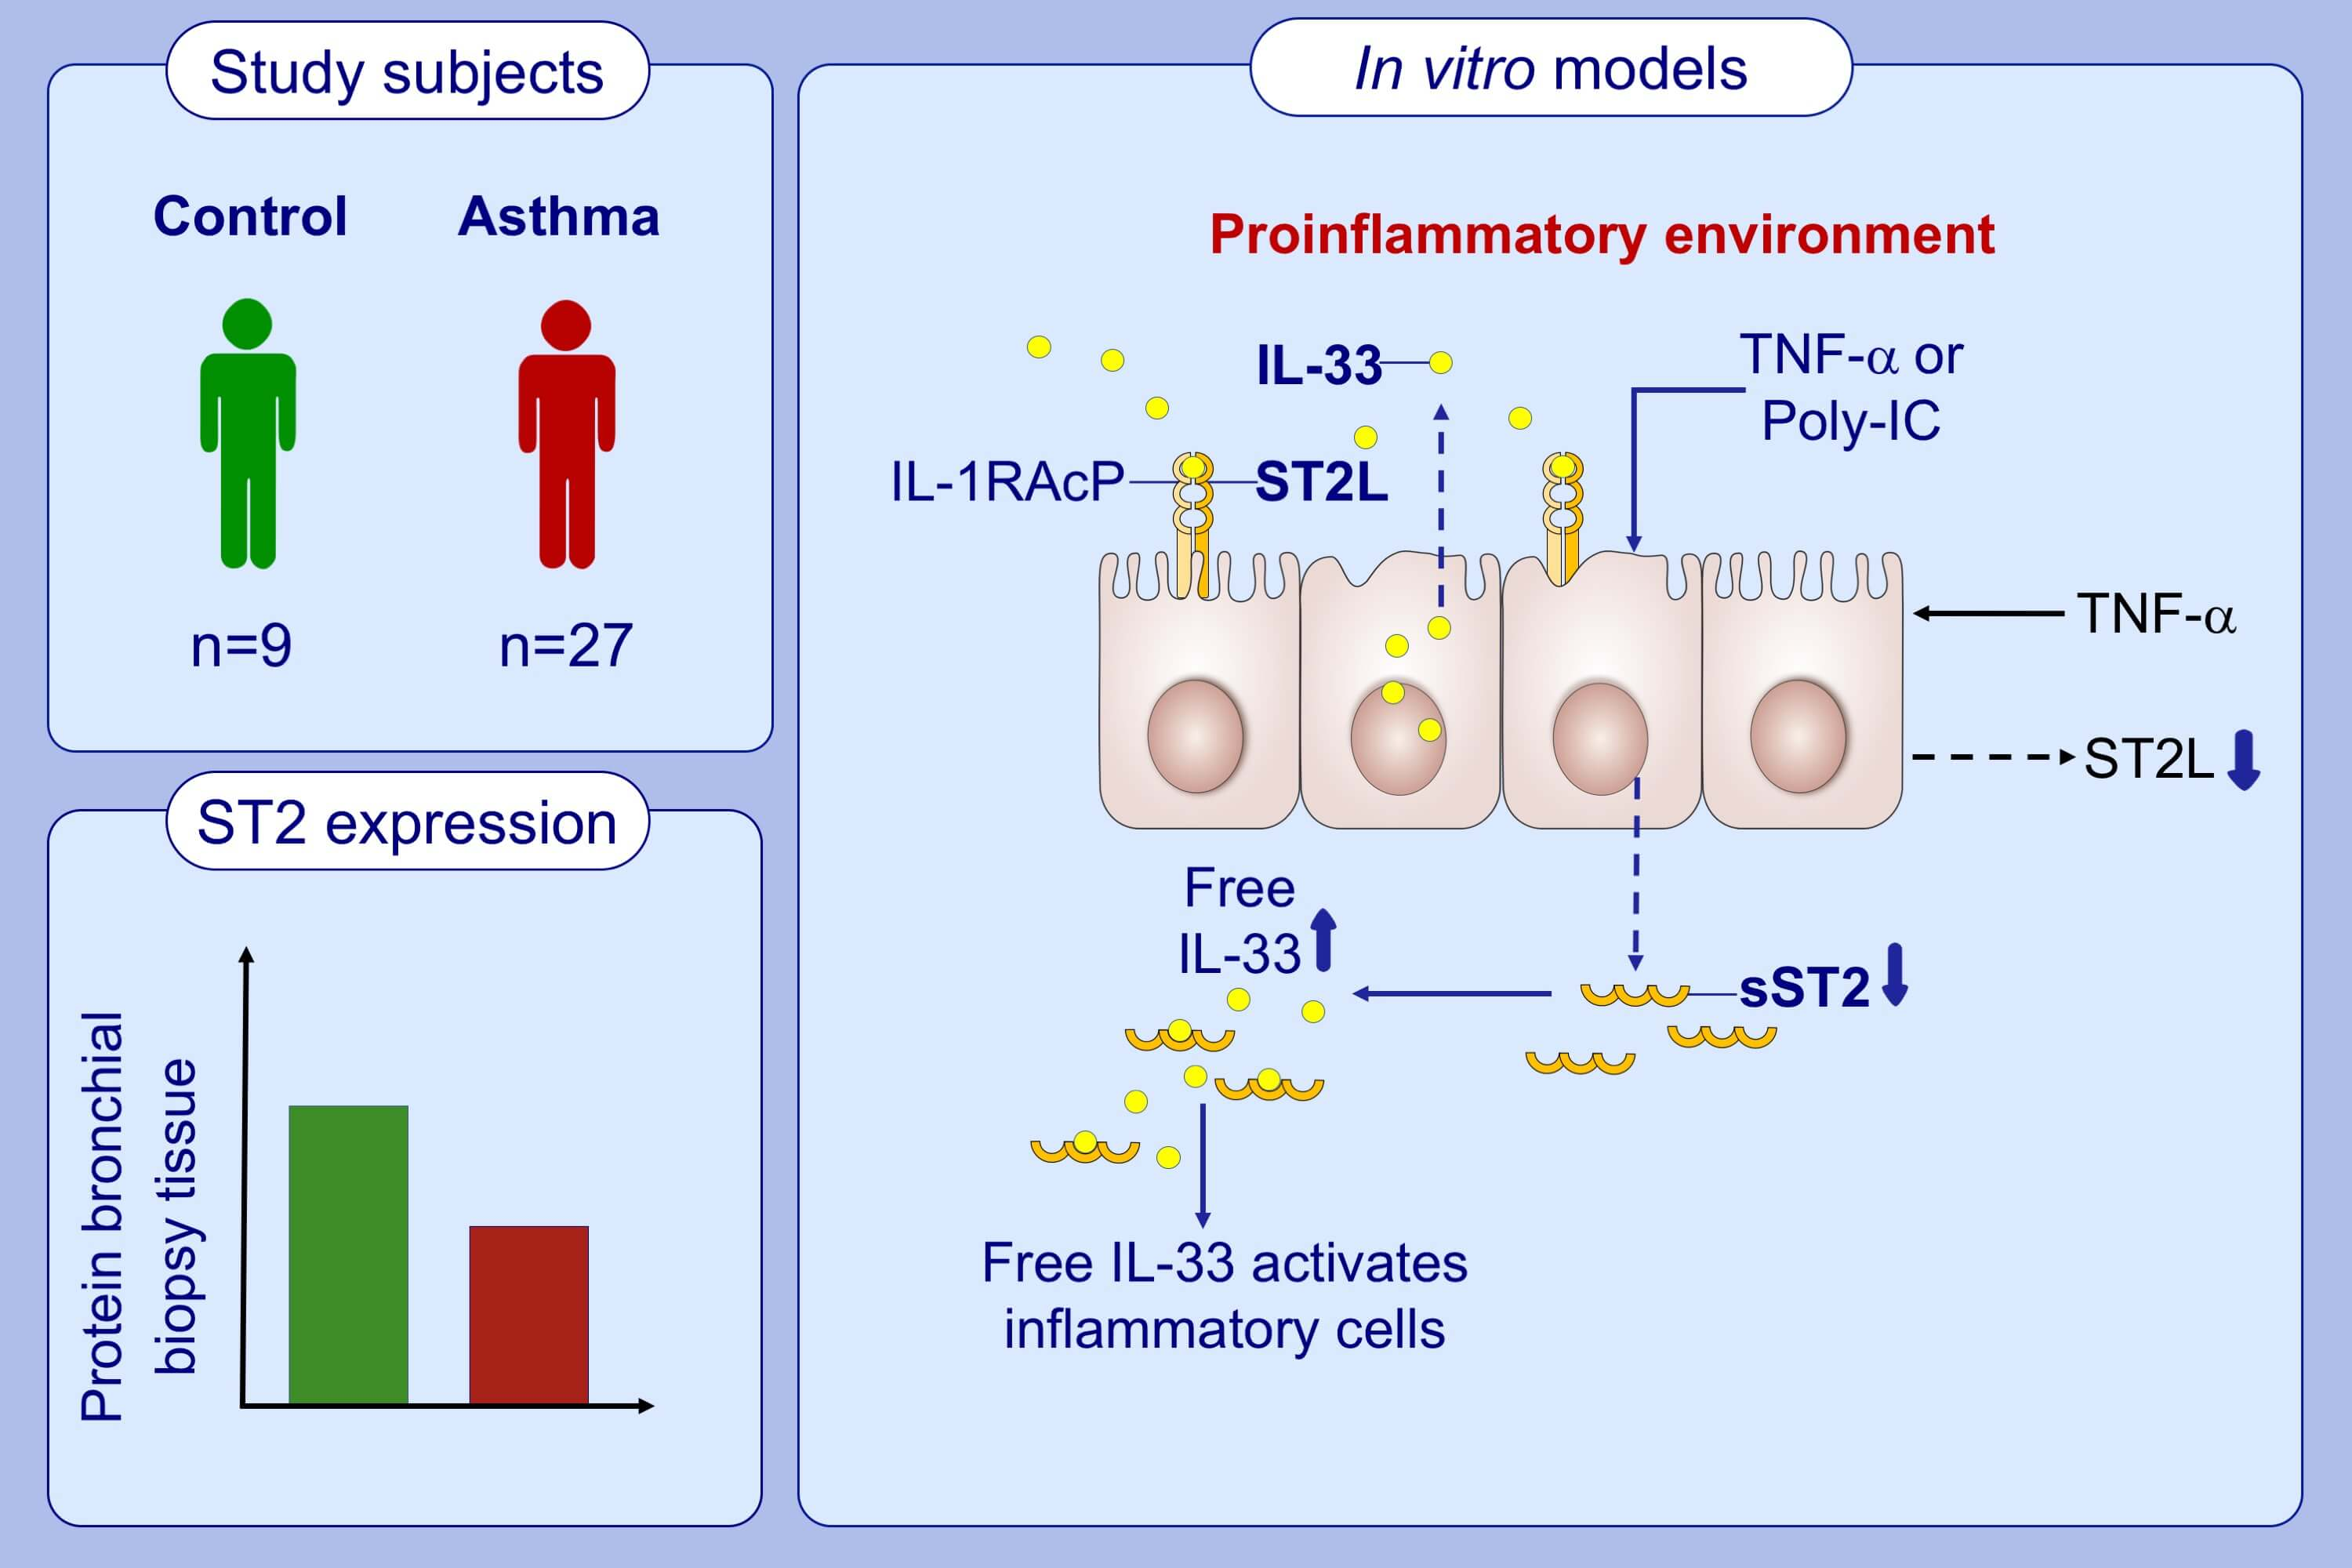 Study subjects
Control
Asthma
n=9
n=27
ST2 expression
Protein bronchial
biopsy tissue
In vitro models
Proinflammatory environment
IL-33
TNF-α or
Poly-IC
IL-1RAcP
ST2L
TNF-α
ST2L
Free
IL-33
sST2
Free IL-33 activates
inflammatory cells